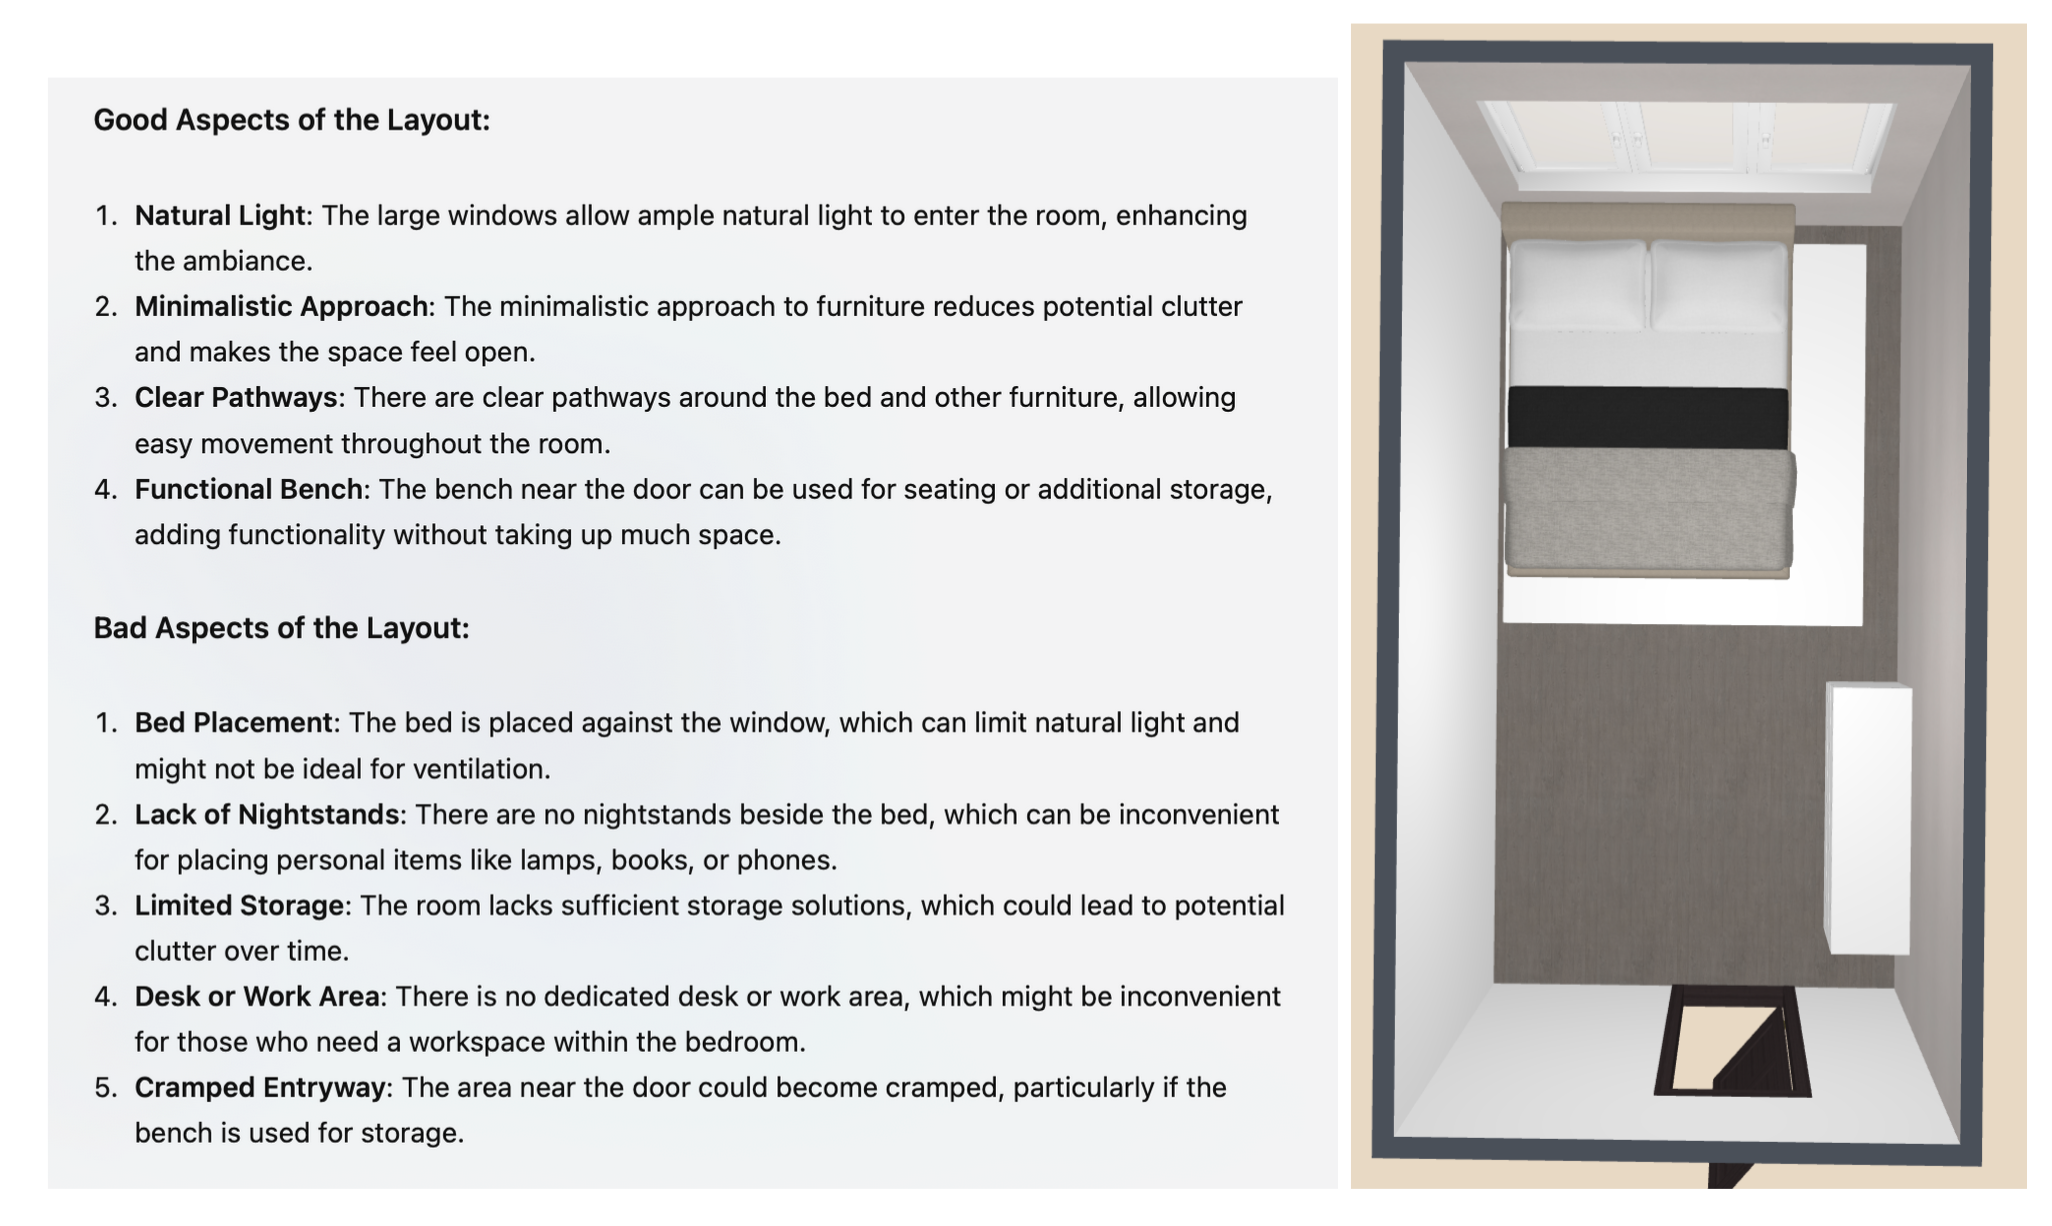 Good Aspects of the Layout:
1. Natural Light: The large windows allow ample natural light to enter the room, enhancing
the ambiance.
2. Minimalistic Approach: The minimalistic approach to furniture reduces potential clutter
and makes the space feel open.
3. Clear Pathways: There are clear pathways around the bed and other furniture, allowing
easy movement throughout the room.
4. Functional Bench: The bench near the door can be used for seating or additional storage,
adding functionality without taking up much space.
Bad Aspects of the Layout:
1. Bed Placement: The bed is placed against the window, which can limit natural light and
might not be ideal for ventilation.
2. Lack of Nightstands: There are no nightstands beside the bed, which can be inconvenient
for placing personal items like lamps, books, or phones.
3. Limited Storage: The room lacks sufficient storage solutions, which could lead to potential
clutter over time.
4. Desk or Work Area: There is no dedicated desk or work area, which might be inconvenient
for those who need a workspace within the bedroom.
5. Cramped Entryway: The area near the door could become cramped, particularly if the
bench is used for storage.